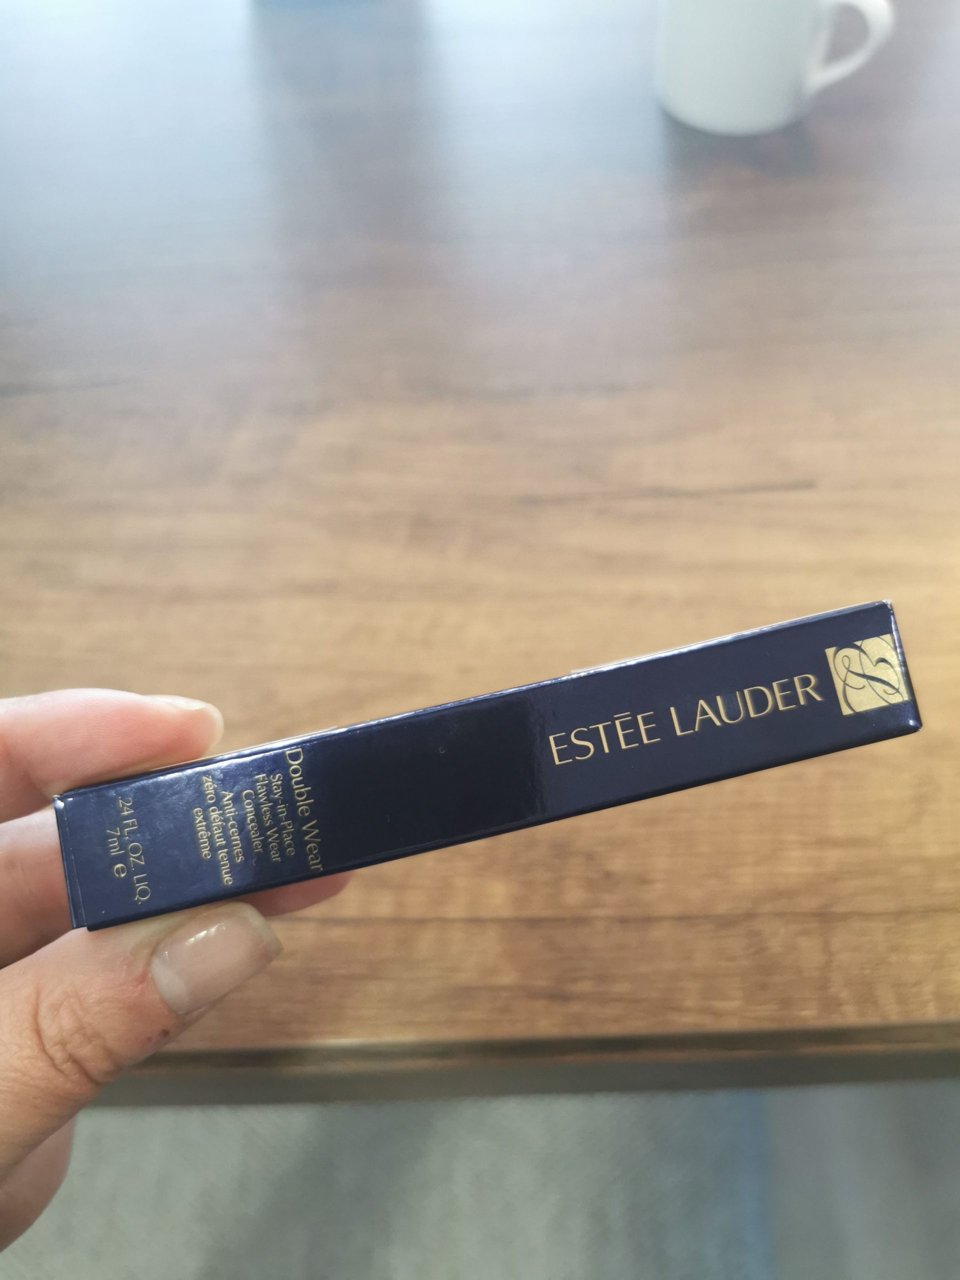 ESTĒE LAUDER
Double Wear
Stay-in-Place
Flawless Wear
Concealer
Anti-cernes
zéro défaut tenue
extrême
.24 FL.OZ. LIQ.
7ml e